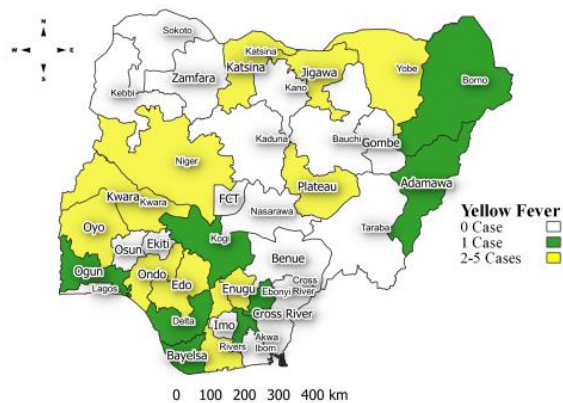 N
W E
S
Sokoto
Katsina
Zamfara Katsina
Jigawa
Yobe
Borno
Kebbi
Kano
Kaduna
Bauchi
Gombe
Niger
Adamawa
Plateau
Kwara
Kwara
FCT
Nasarawa
Taraba
Oyo
Kogi
Osun Ekiti
Benue
Ogun
Lagos
Ondo
Edo
Enugu
Ebonyi
Cross
River
Cross River
Delta
Imo
Bayelsa
Rivers
Akwa
Ibom
Yellow Fever
0 Case
1 Case
2-5 Cases
0 100 200 300 400 km